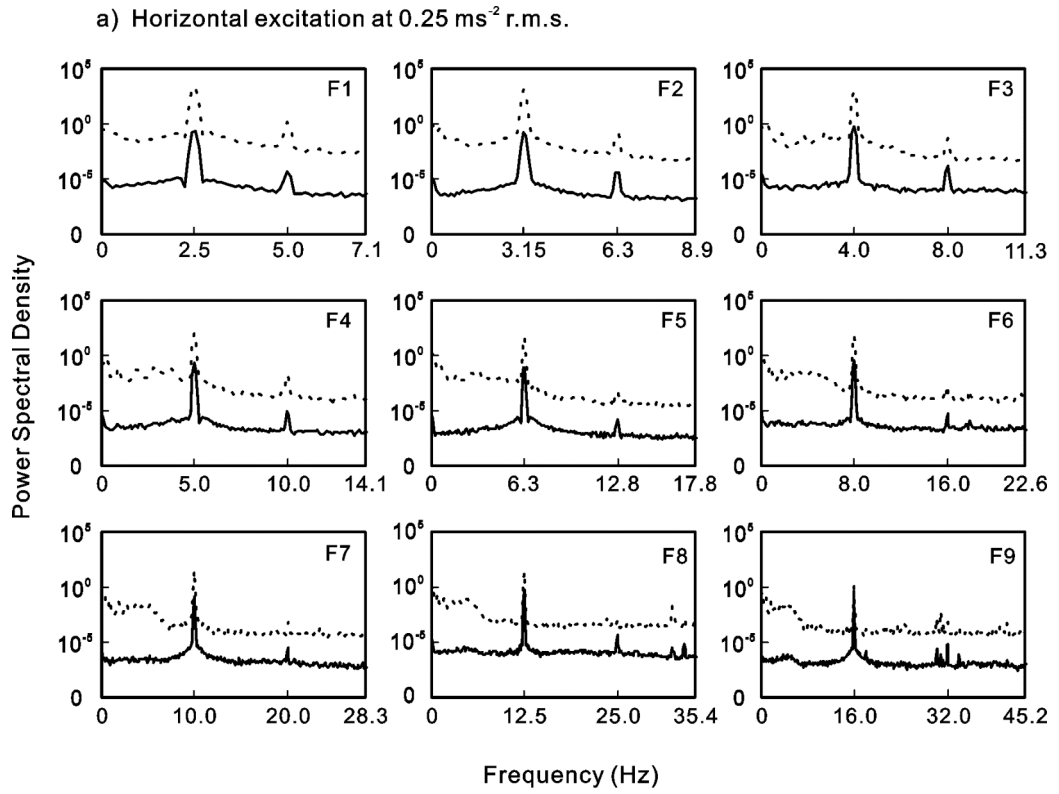 a) Horizontal excitation at 0.25 ms⁻² r.m.s.
Power Spectral Density
10⁵ F1 10⁵ F2 10⁵ F3
10⁰ 10⁰ 10⁰
10⁻⁵ 10⁻⁵ 10⁻⁵
0 0 0
0 2.5 5.0 7.1 0 3.15 6.3 8.9 0 4.0 8.0 11.3
10⁵ F4 10⁵ F5 10⁵ F6
10⁰ 10⁰ 10⁰
10⁻⁵ 10⁻⁵ 10⁻⁵
0 0 0
0 5.0 10.0 14.1 0 6.3 12.8 17.8 0 8.0 16.0 22.6
10⁵ F7 10⁵ F8 10⁵ F9
10⁰ 10⁰ 10⁰
10⁻⁵ 10⁻⁵ 10⁻⁵
0 0 0
0 10.0 20.0 28.3 0 12.5 25.0 35.4 0 16.0 32.0 45.2
Frequency (Hz)